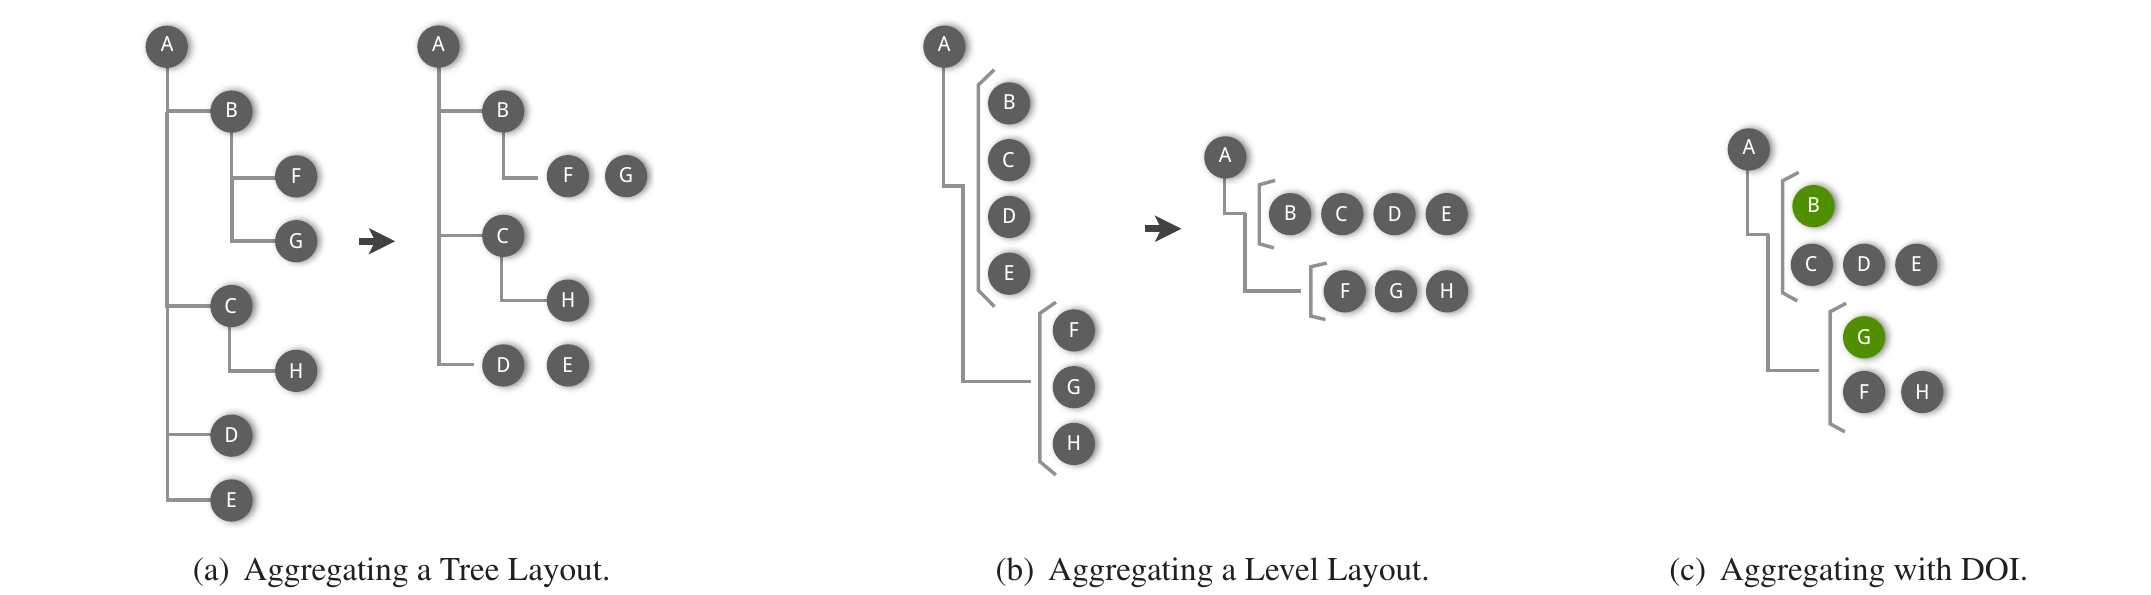 A
B
F
G
C
H
D
E
A
B
F G
C
H
D E
A
B
C
D
E
F
G
H
A
B C D E
F G H
A
B
C D E
G
F H
(a) Aggregating a Tree Layout.
(b) Aggregating a Level Layout.
(c) Aggregating with DOI.